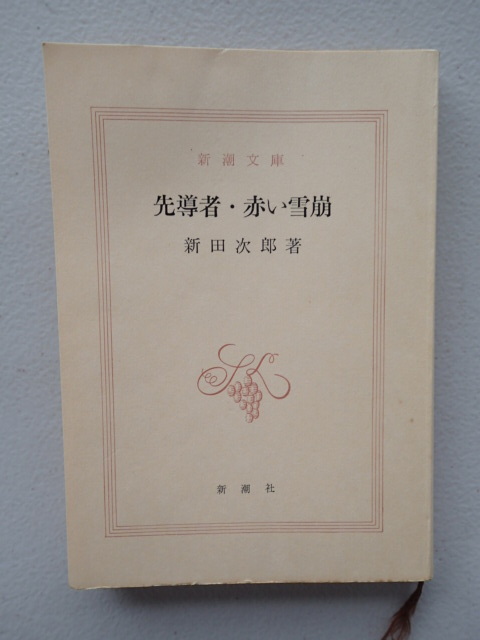 新潮文庫
先導者・赤い雪崩
新田次郎著
新潮社